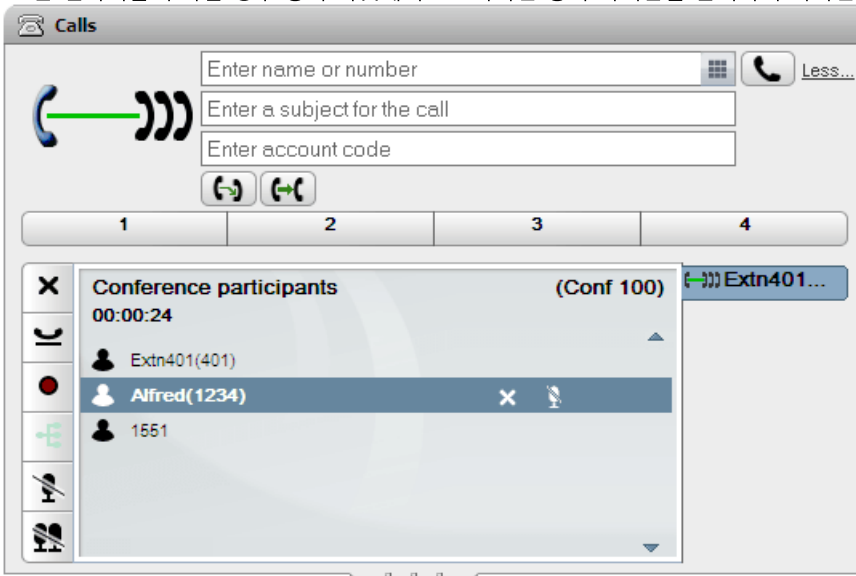 Calls
Enter name or number
Less...
Enter a subject for the call
Enter account code
1 2 3 4
Conference participants (Conf 100)
Extn401...
00:00:24
Extn401(401)
Alfred(1234)
1551